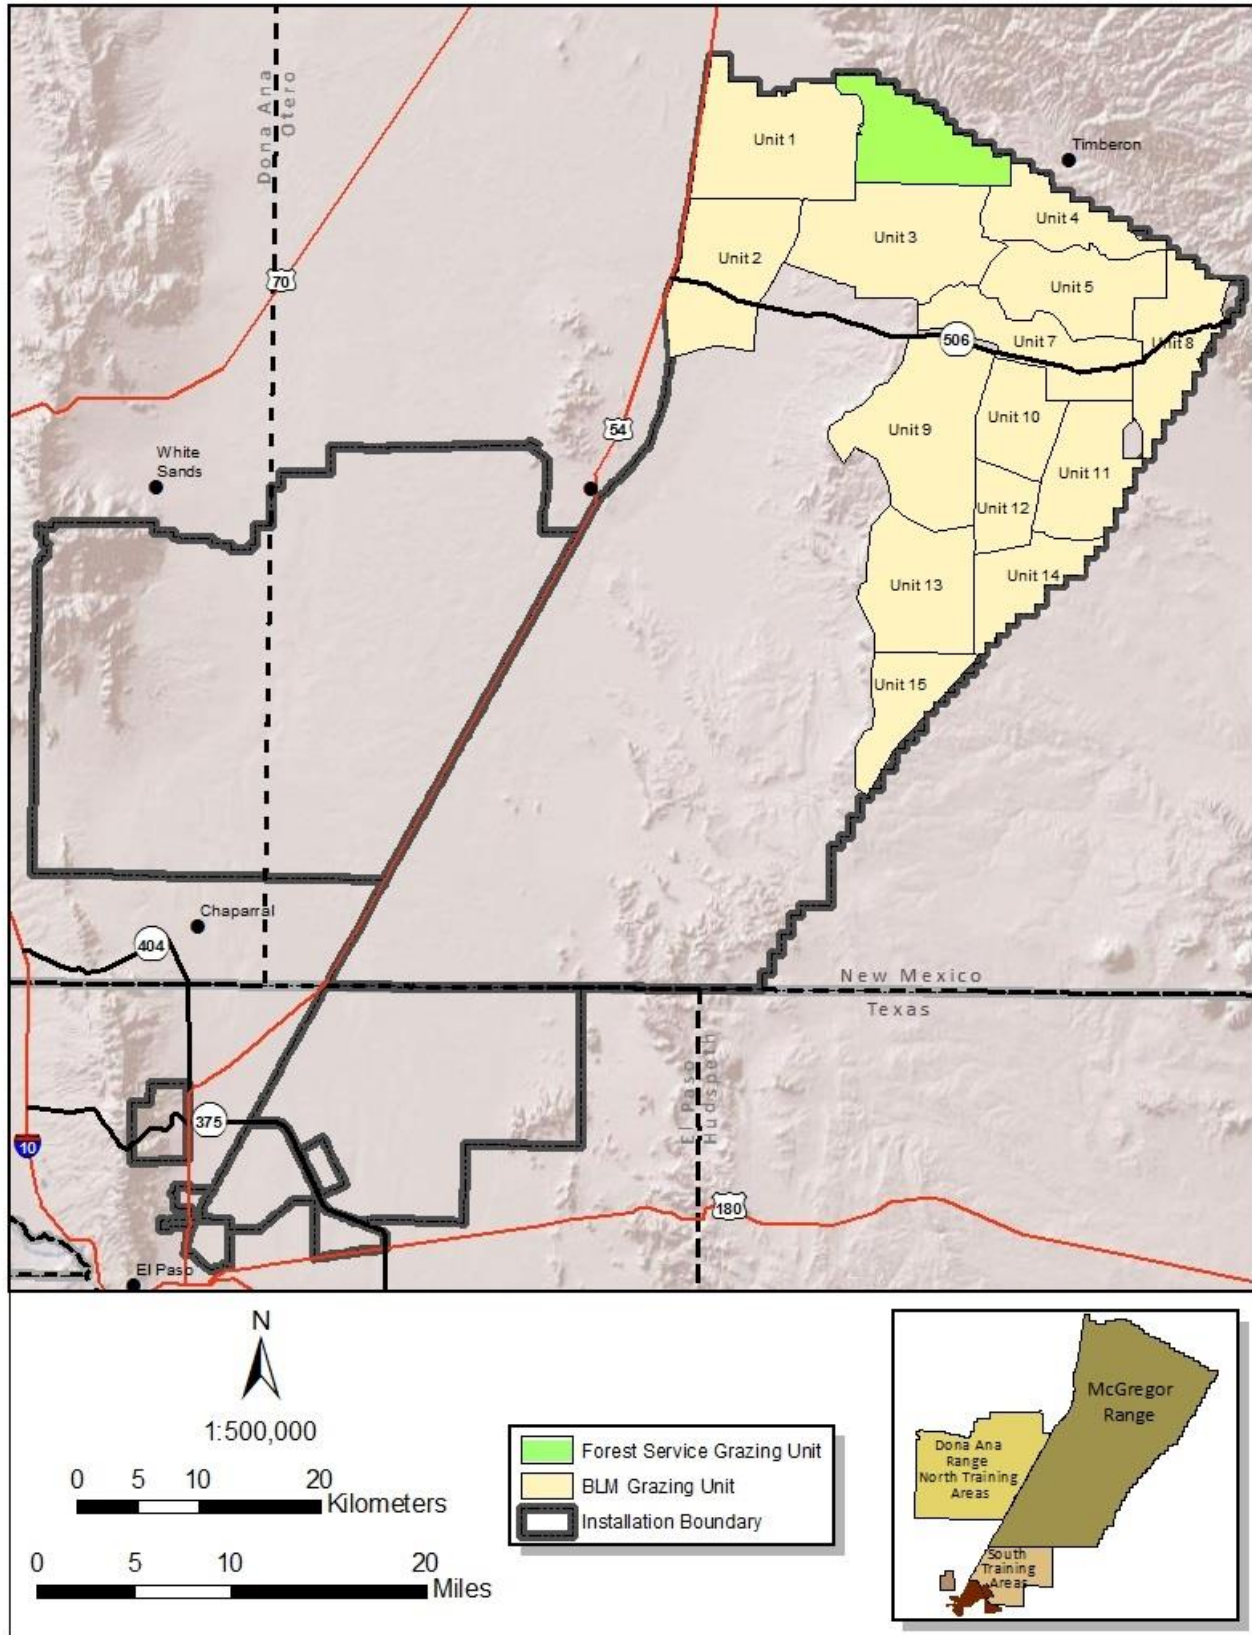 Dona Ana
Otero
Timberon
Unit 1
Unit 4
Unit 3
Unit 2
70
Unit 5
506
Unit 7
Unit 8
54
Unit 9
Unit 10
White
Sands
Unit 11
Unit 12
Unit 13
Unit 14
Unit 15
Chaparral
404
New Mexico
Texas
El Paso
Hudspeth
375
10
180
El Paso
N
1:500,000
0 5 10 20
Kilometers
0 5 10 20
Miles
Forest Service Grazing Unit
BLM Grazing Unit
Installation Boundary
McGregor
Range
Dona Ana
Range
North Training
Areas
South
Training
Areas